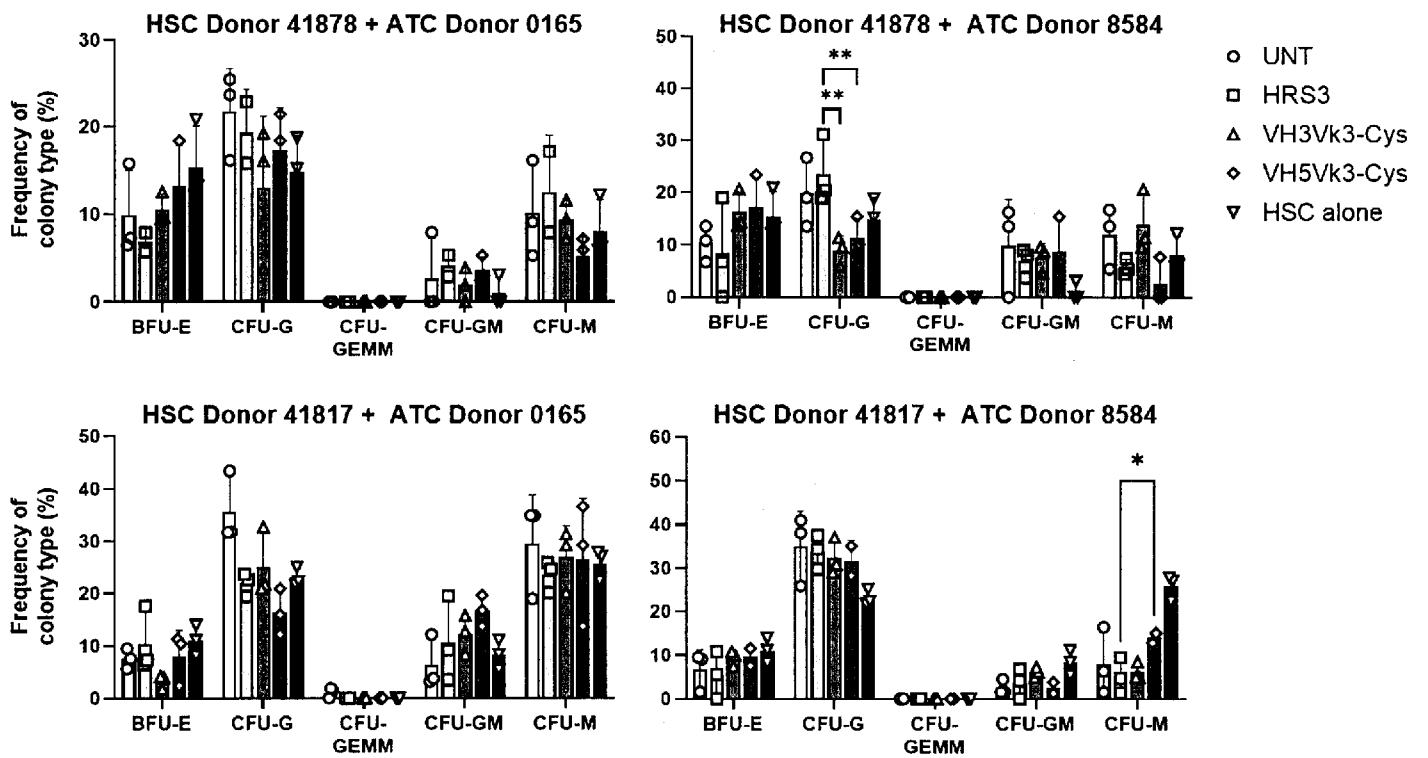 HSC Donor 41878 + ATC Donor 0165
Frequency of
colony type (%)
30
20
10
0
BFU-E
CFU-G
CFU-
GEMM
CFU-GM
CFU-M
HSC Donor 41878 + ATC Donor 8584
50
40
30
20
10
0
**
**
BFU-E
CFU-G
CFU-
GEMM
CFU-GM
CFU-M
UNT
HRS3
VH3Vk3-Cys
VH5Vk3-Cys
HSC alone
HSC Donor 41817 + ATC Donor 0165
Frequency of
colony type (%)
50
40
30
20
10
0
BFU-E
CFU-G
CFU-
GEMM
CFU-GM
CFU-M
HSC Donor 41817 + ATC Donor 8584
60
50
40
30
20
10
0
*
BFU-E
CFU-G
CFU-
GEMM
CFU-GM
CFU-M